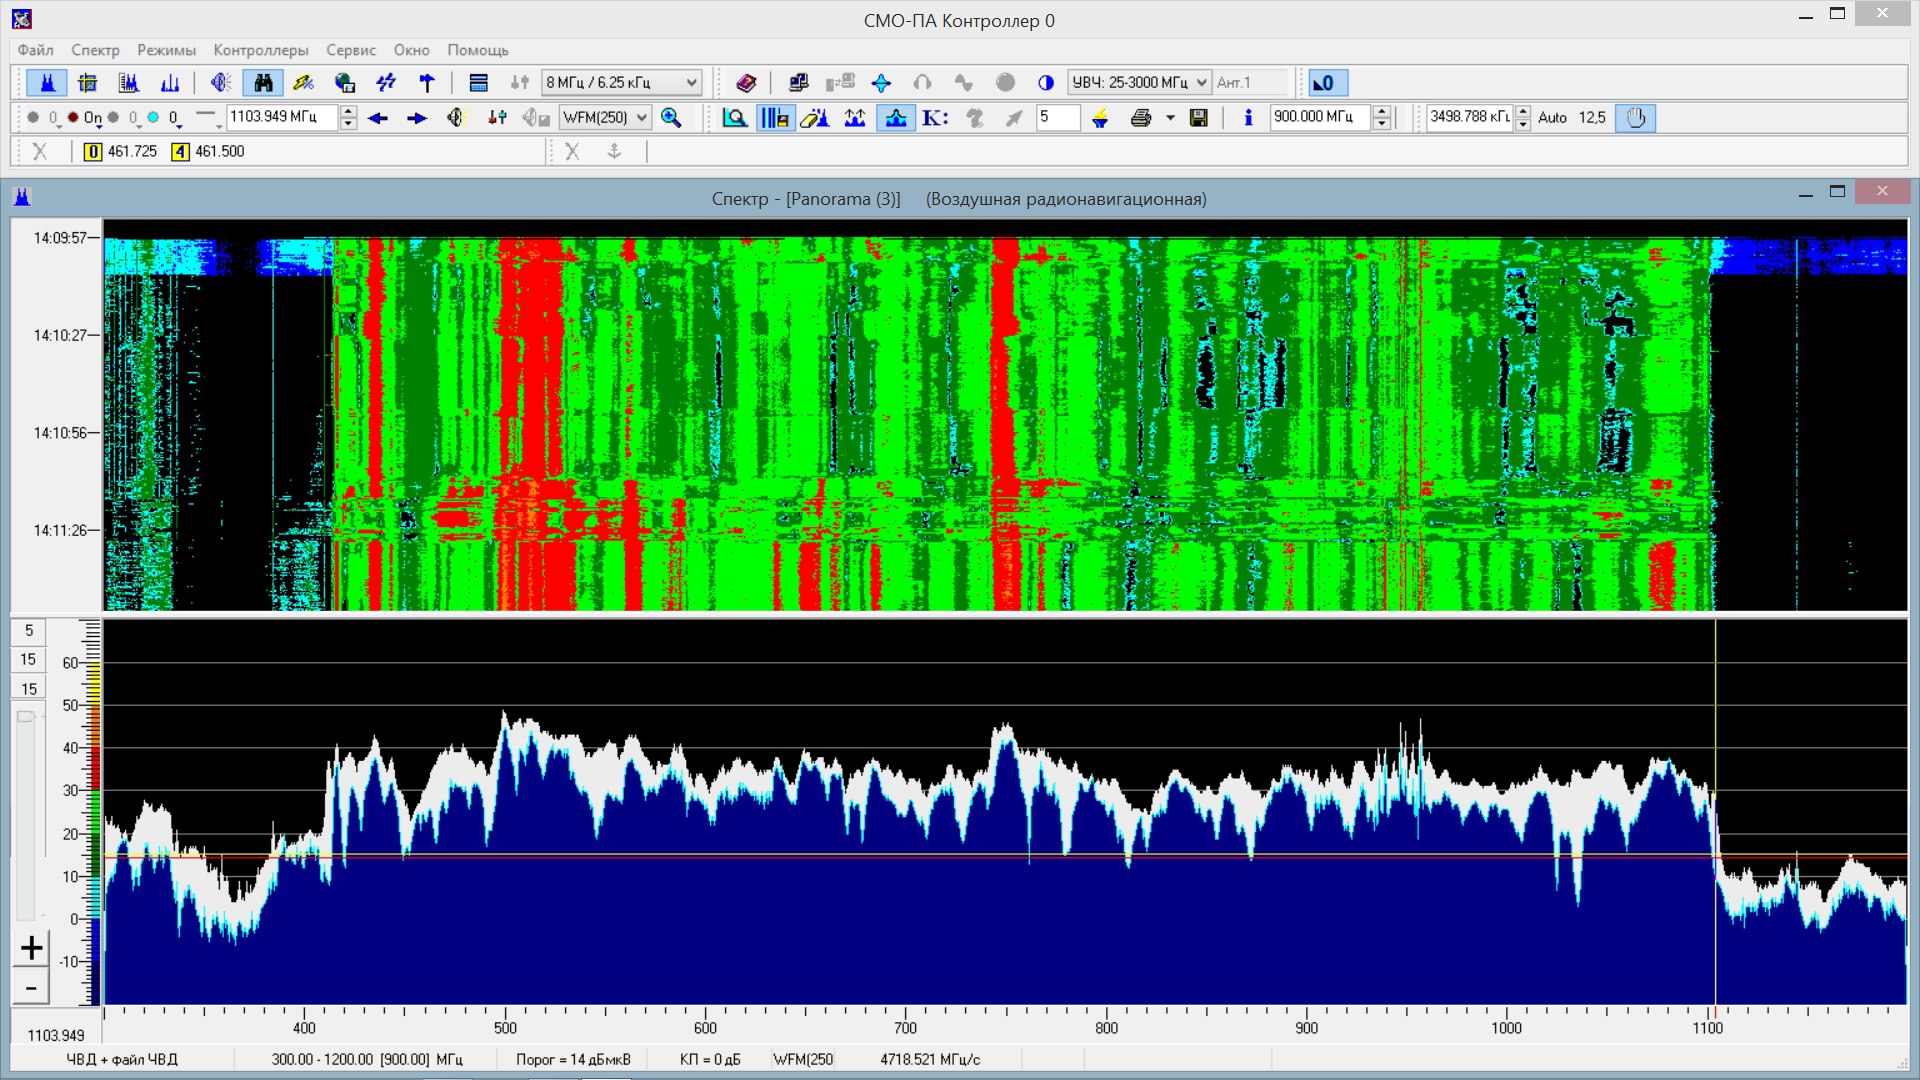 СМО-ПА Контроллер 0
Файл Спектр Режимы Контроллеры Сервис Окно Помощь
8 МГц / 6.25 кГц УВЧ: 25-3000 МГц Ант.1 0
0 On 0 0 1103.949 МГц WFM(250) K: 5 i 900.000 МГц 3498.788 кГц Auto 12,5
0 461.725 4 461.500
Спектр - [Panorama (3)] (Воздушная радионавигационная)
14:09:57
14:10:27
14:10:56
14:11:26
5
15
15
60
50
40
30
20
10
0
-10
+
-
400 500 600 700 800 900 1000 1100
1103.949
ЧВД + файл ЧВД 300.00 - 1200.00 [900.00] МГц Порог = 14 дБмкВ КП = 0 дБ WFM(250 4718.521 МГц/с